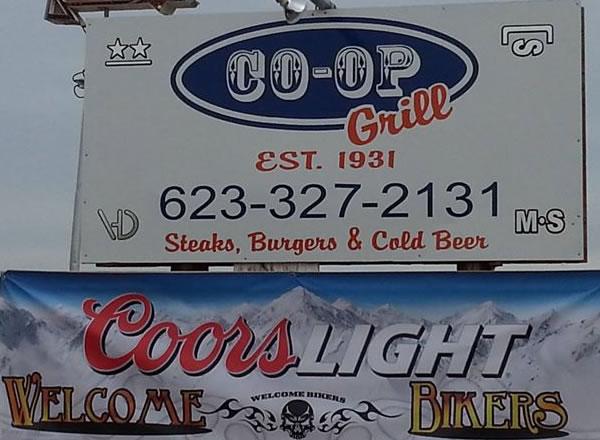 CO-OP
Grill
EST. 1931
623-327-2131
M·S
Steaks, Burgers & Cold Beer
Coors LIGHT
WELCOME BIKERS
WELCOME BIKERS